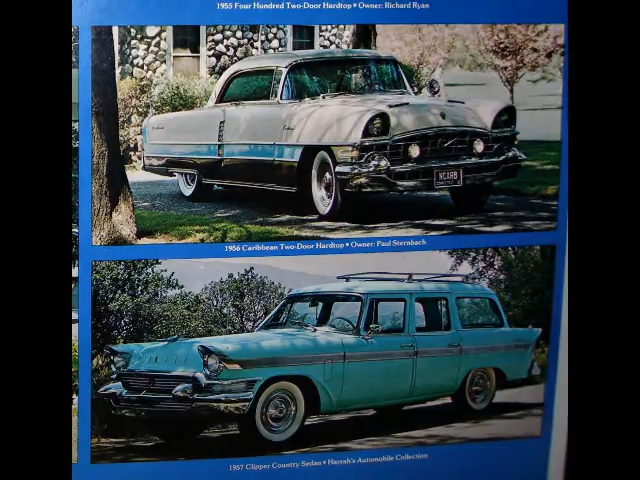 1955 Four Hundred Two-Door Hardtop ■ Owner: Richard Ryan
NCARB
1956 Caribbean Two-Door Hardtop ■ Owner: Paul Sternbach
1957 Clipper Country Sedan ■ Harrah's Automobile Collection